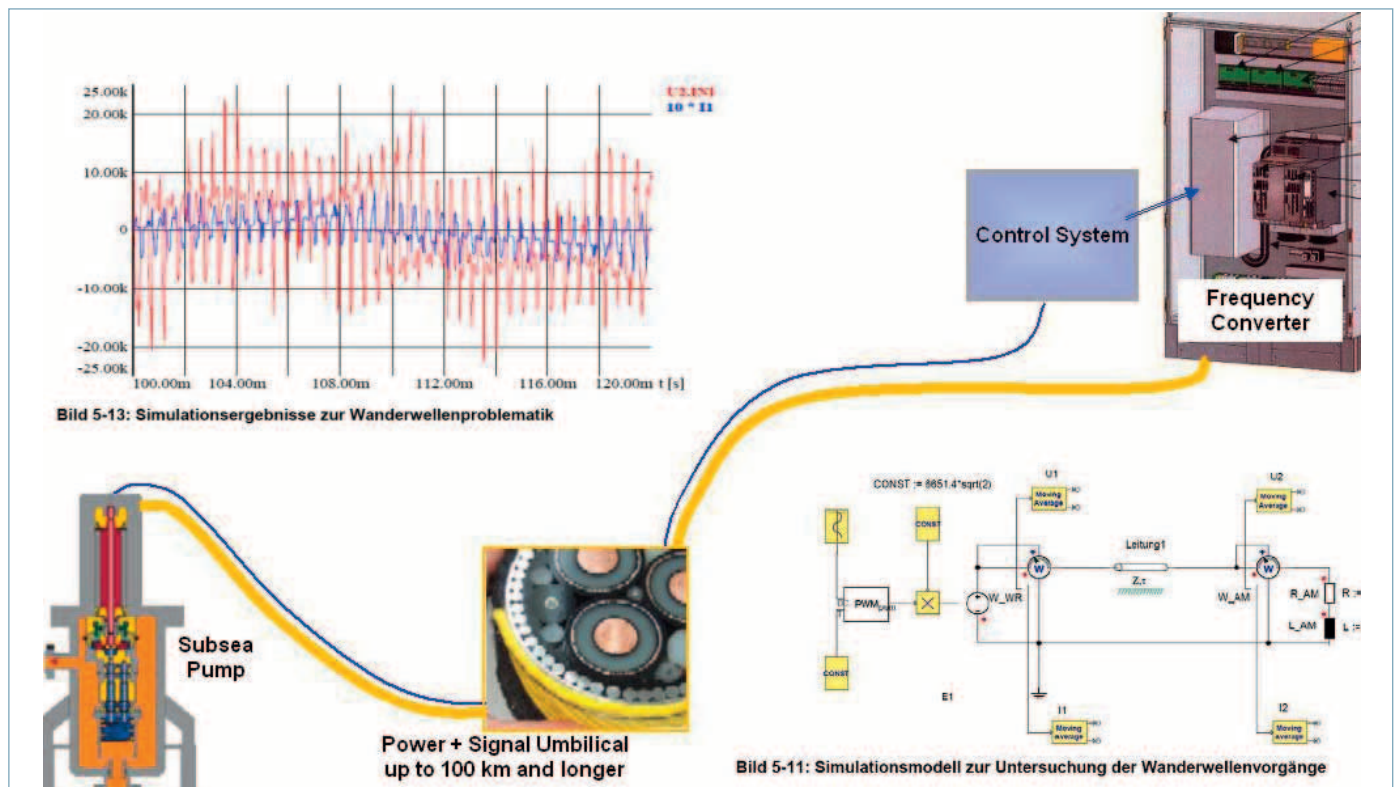 25.00k
20.00k
10.00k
0
-10.00k
-20.00k
-25.00k
100.00m 104.00m 108.00m 112.00m 116.00m 120.00m t [s]
10 * I1
Bild 5-13: Simulationsergebnisse zur Wanderwellenproblematik
Control System
Frequency
Converter
Subsea
Pump
Power + Signal Umbilical
up to 100 km and longer
CONST := 6651.4*sqrt(2)
U1
Moving
Average
U2
Moving
Average
CONST
Leitung1
W
W
Z,τ
PWM
W_WR
W_AM
R_AM
R :=
L_AM
L :=
CONST
E1
I1
Moving
average
I2
Moving
average
Bild 5-11: Simulationsmodell zur Untersuchung der Wanderwellenvorgänge